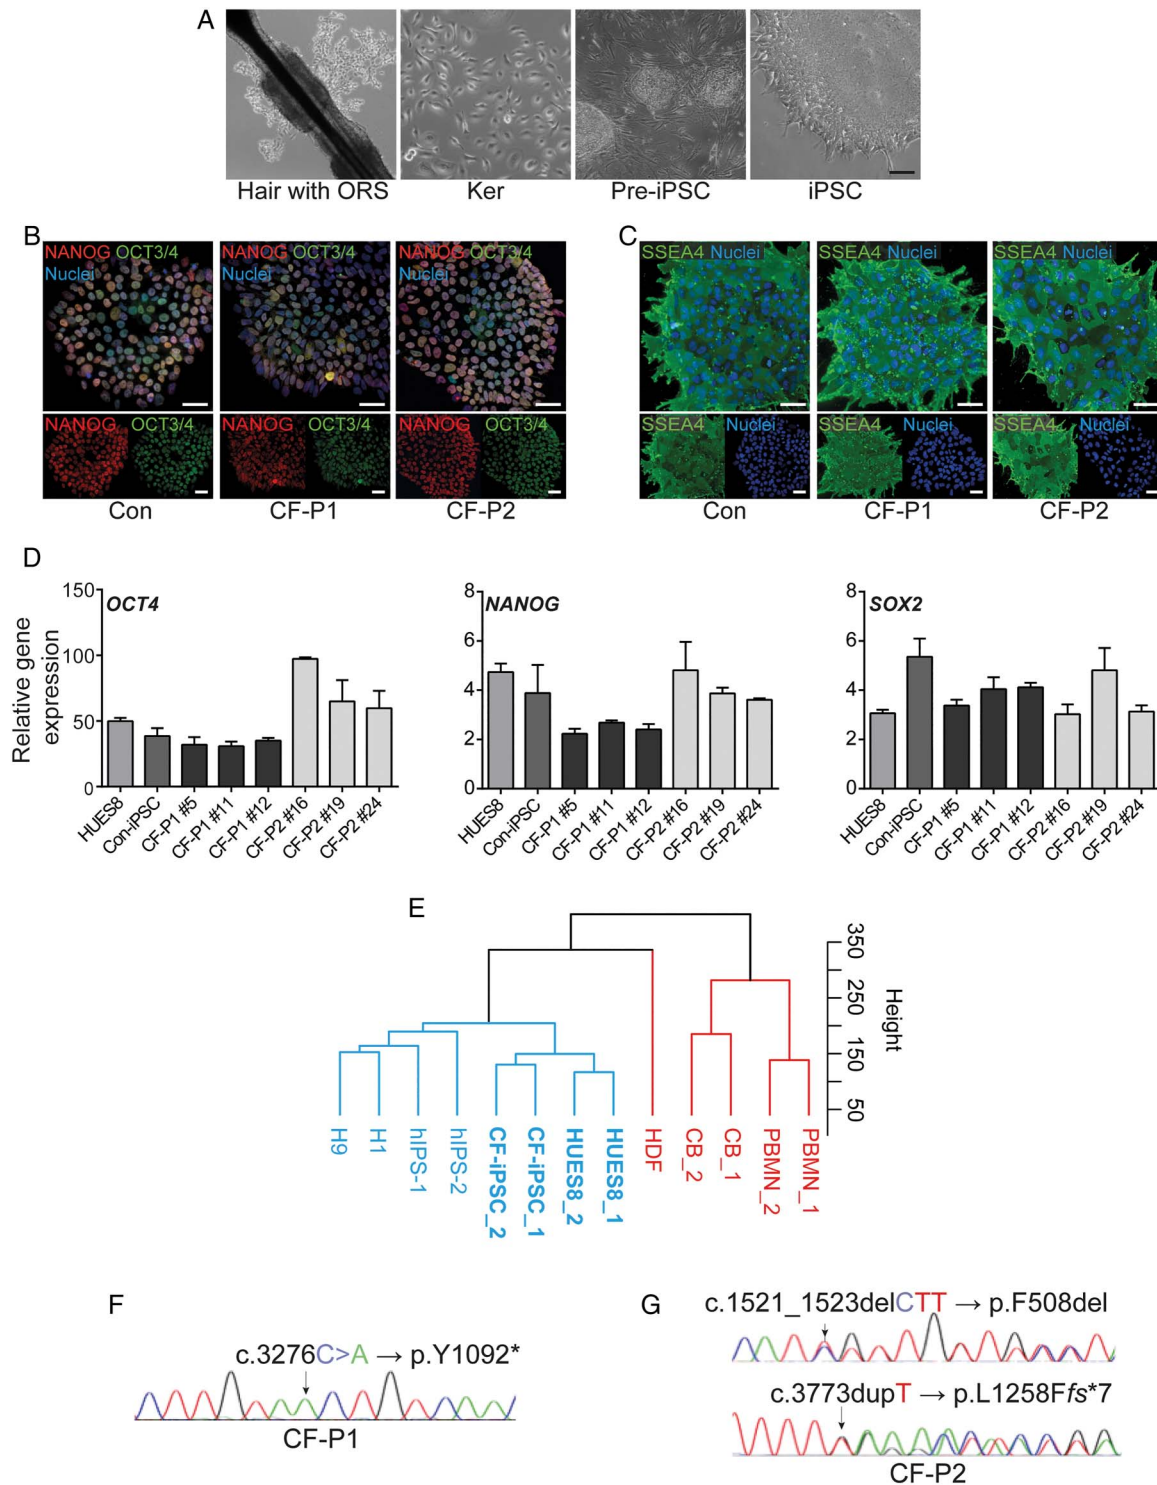 A
Hair with ORS
Ker
Pre-iPSC
iPSC
B
NANOG OCT3/4
Nuclei
NANOG OCT3/4
Nuclei
NANOG OCT3/4
Nuclei
NANOG OCT3/4
NANOG OCT3/4
NANOG OCT3/4
Con
CF-P1
CF-P2
C
SSEA4 Nuclei
SSEA4 Nuclei
SSEA4 Nuclei
SSEA4 Nuclei
SSEA4 Nuclei
SSEA4 Nuclei
Con
CF-P1
CF-P2
D
Relative gene
expression
150
100
50
0
OCT4
HUES8
Con-iPSC
CF-P1 #5
CF-P1 #11
CF-P1 #12
CF-P2 #16
CF-P2 #19
CF-P2 #24
8
6
4
2
0
NANOG
HUES8
Con-iPSC
CF-P1 #5
CF-P1 #11
CF-P1 #12
CF-P2 #16
CF-P2 #19
CF-P2 #24
8
6
4
2
0
SOX2
HUES8
Con-iPSC
CF-P1 #5
CF-P1 #11
CF-P1 #12
CF-P2 #16
CF-P2 #19
CF-P2 #24
E
350
250
150
50
Height
H9
H1
hIPS-1
hIPS-2
CF-iPSC_2
CF-iPSC_1
HUES8_2
HUES8_1
HDF
CB_2
CB_1
PBMN_2
PBMN_1
F
c.3276C>A → p.Y1092*
CF-P1
G
c.1521_1523delCTT → p.F508del
c.3773dupT → p.L1258Ffs*7
CF-P2